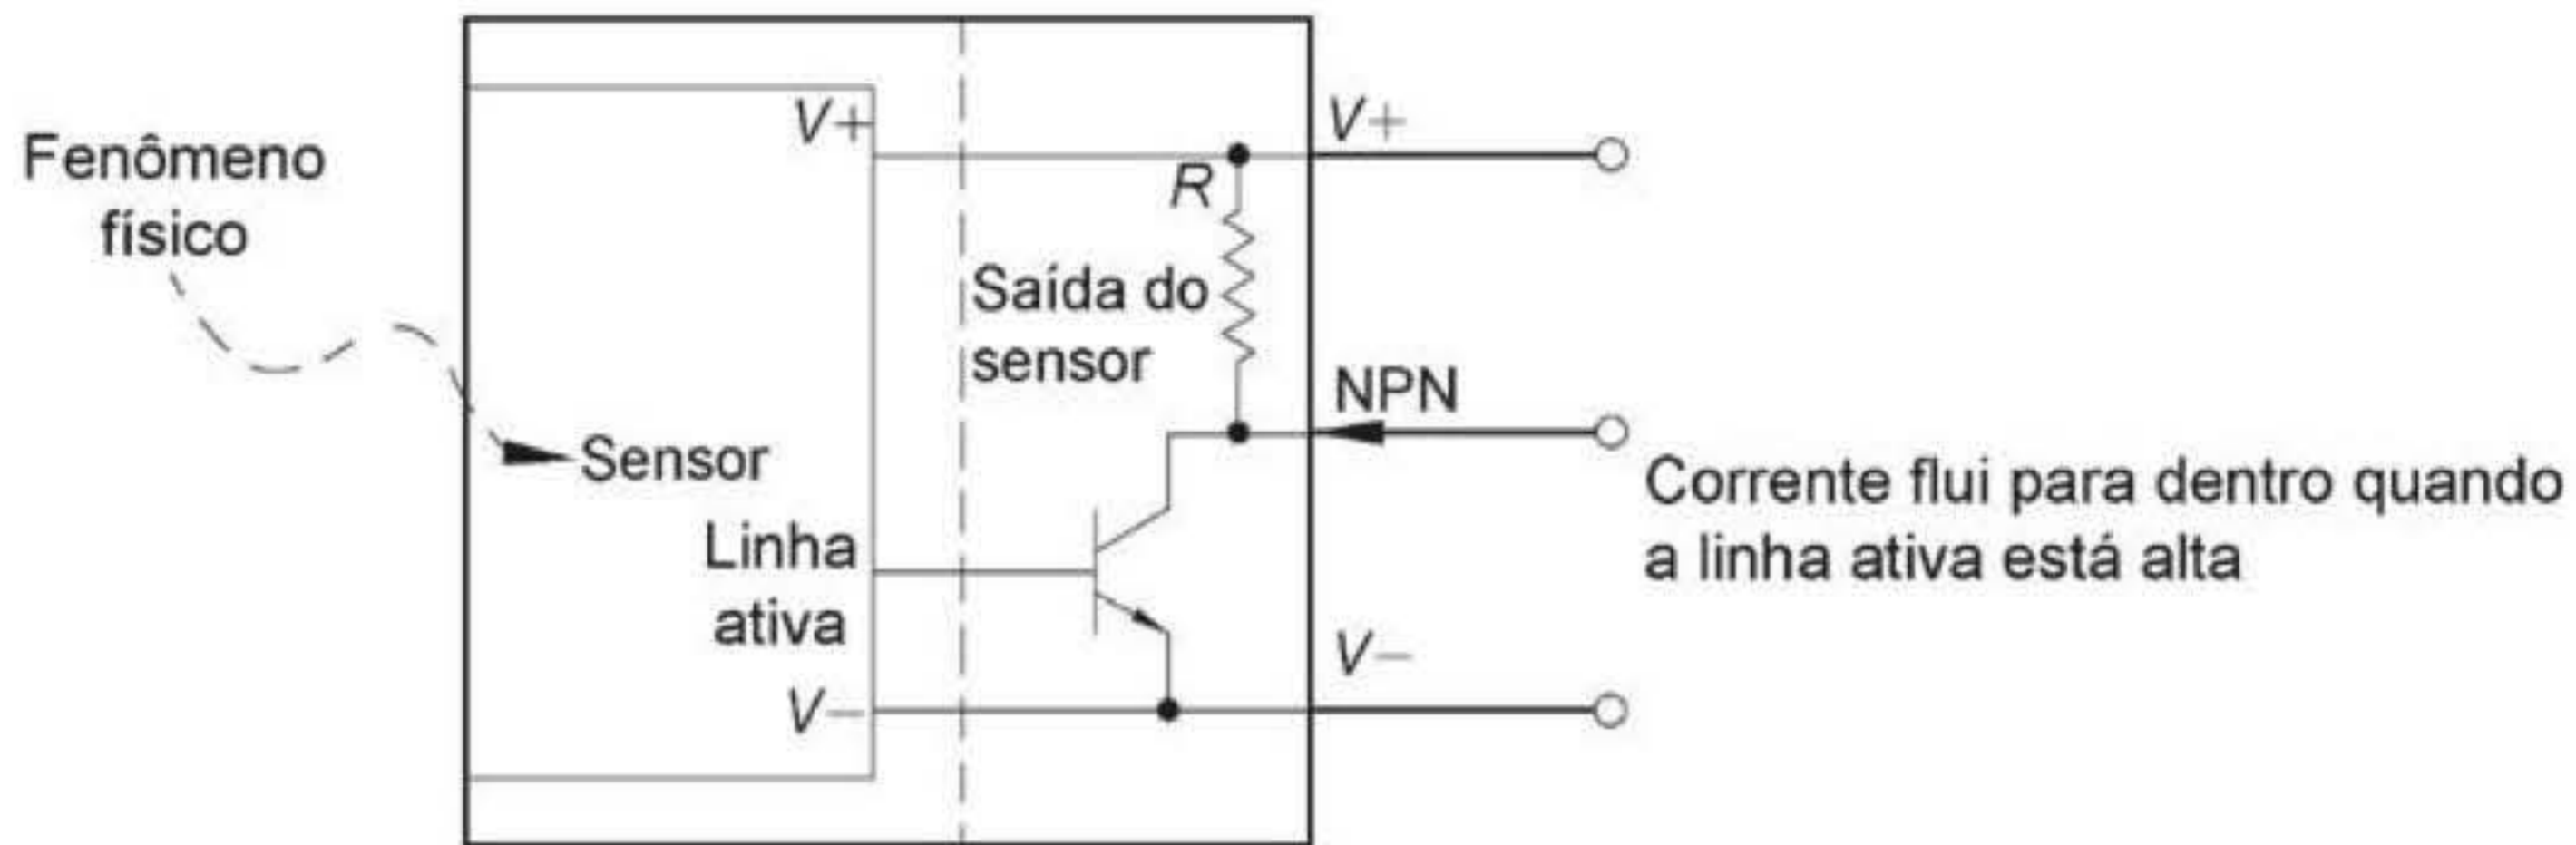 Fenômeno
físico
Sensor
V+
Linha
ativa
V−
R
Saída do
sensor
V+
NPN
Corrente flui para dentro quando
a linha ativa está alta
V−